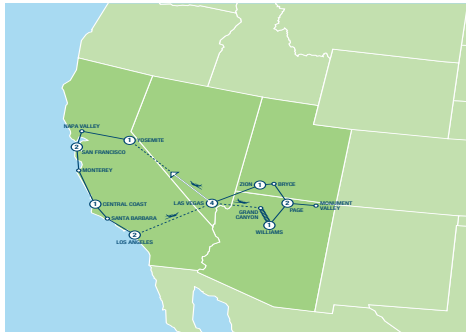 NAPA VALLEY
1
YOSEMITE
2
SAN FRANCISCO
MONTEREY
1
CENTRAL COAST
SANTA BARBARA
2
LOS ANGELES
LAS VEGAS
4
ZION
1
BRYCE
GRAND
CANYON
2
PAGE
MONUMENT
VALLEY
1
WILLIAMS